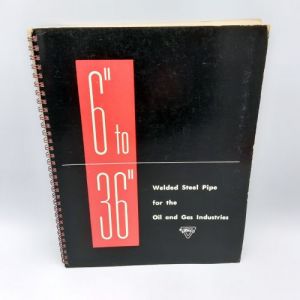 6"
to
36"
Welded Steel Pipe
for the
Oil and Gas Industries